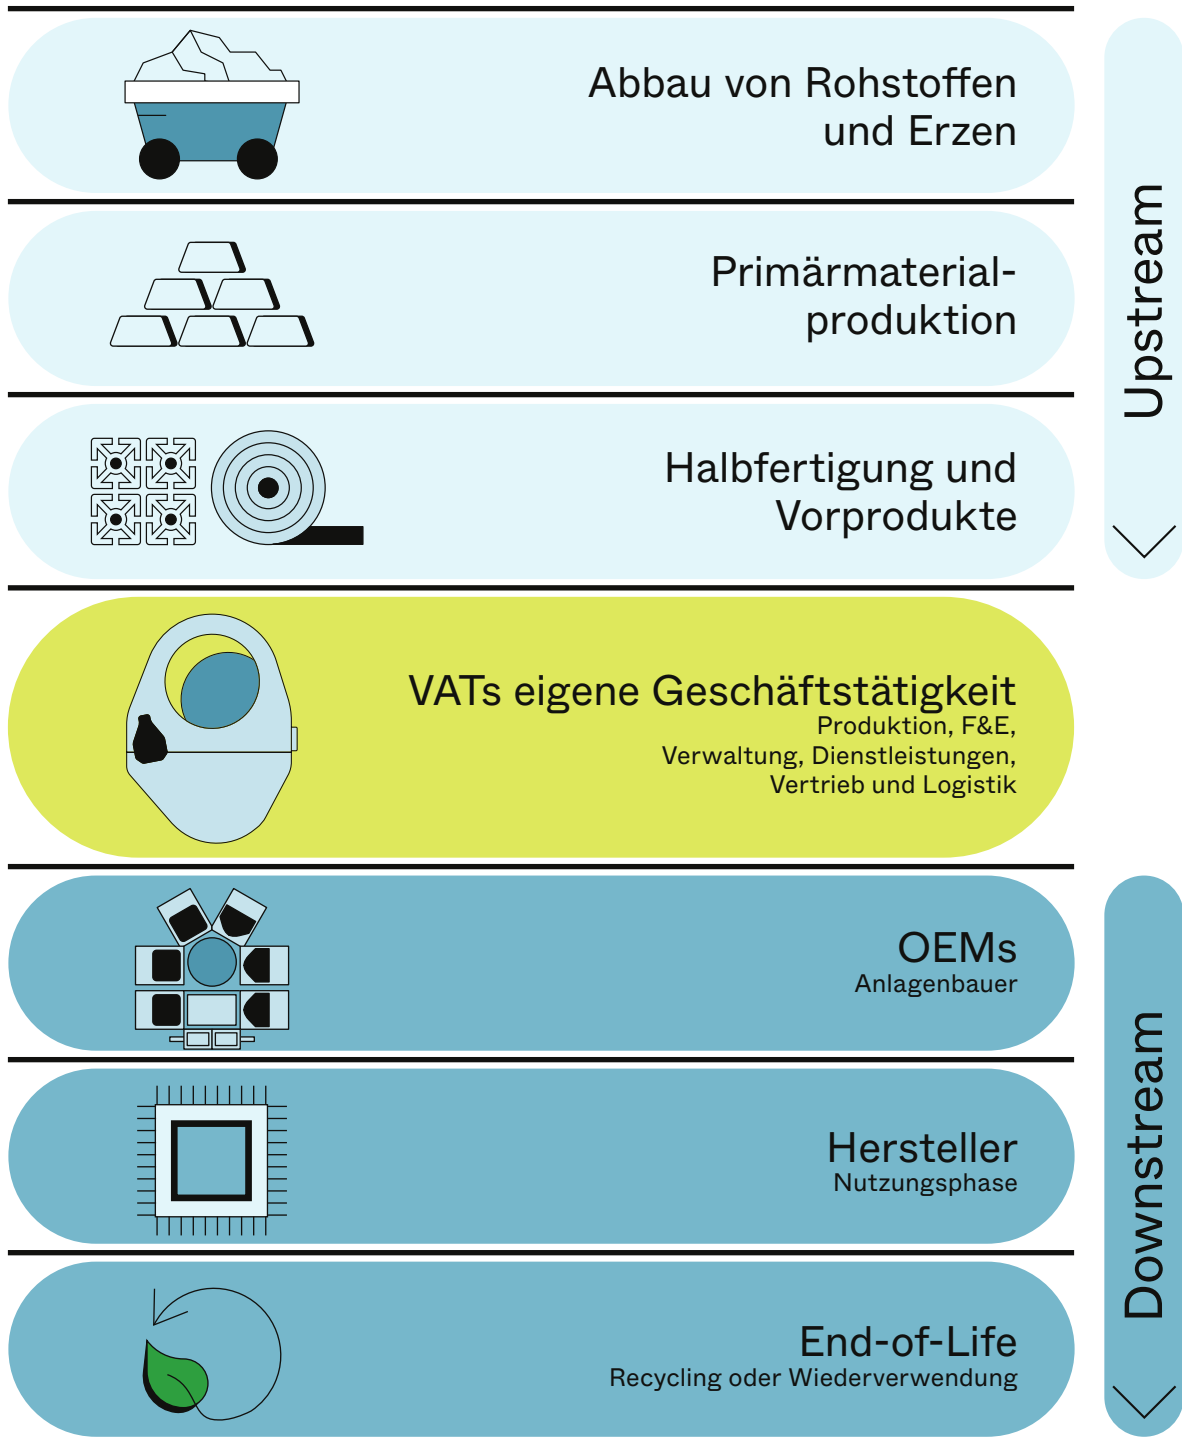 Abbau von Rohstoffen
und Erzen
Primärmaterial-
produktion
Halbfertigung und
Vorprodukte
Upstream
VATs eigene Geschäftstätigkeit
Produktion, F&E,
Verwaltung, Dienstleistungen,
Vertrieb und Logistik
OEMs
Anlagenbauer
Hersteller
Nutzungsphase
End-of-Life
Recycling oder Wiederverwendung
Downstream